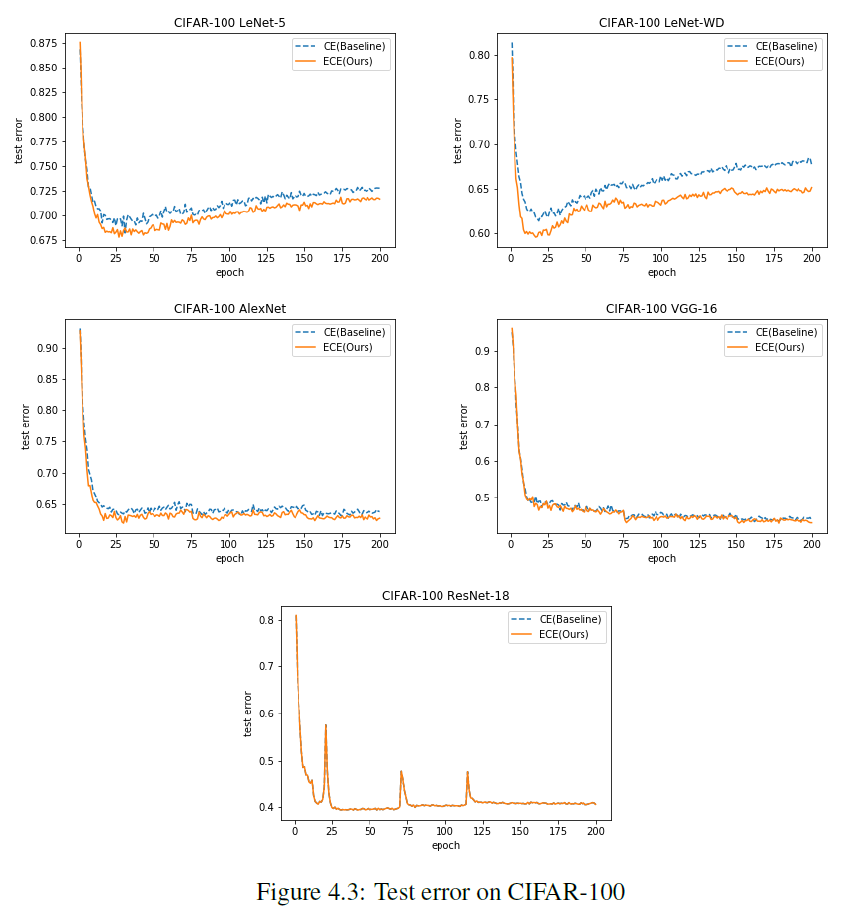 CIFAR-100 LeNet-5
CE(Baseline)
ECE(Ours)
test error
0.875
0.850
0.825
0.800
0.775
0.750
0.725
0.700
0.675
0 25 50 75 100 125 150 175 200
epoch
CIFAR-100 LeNet-WD
CE(Baseline)
ECE(Ours)
test error
0.80
0.75
0.70
0.65
0.60
0 25 50 75 100 125 150 175 200
epoch
CIFAR-100 AlexNet
CE(Baseline)
ECE(Ours)
test error
0.90
0.85
0.80
0.75
0.70
0.65
0 25 50 75 100 125 150 175 200
epoch
CIFAR-100 VGG-16
CE(Baseline)
ECE(Ours)
test error
0.9
0.8
0.7
0.6
0.5
0 25 50 75 100 125 150 175 200
epoch
CIFAR-100 ResNet-18
CE(Baseline)
ECE(Ours)
test error
0.8
0.7
0.6
0.5
0.4
0 25 50 75 100 125 150 175 200
epoch
Figure 4.3: Test error on CIFAR-100